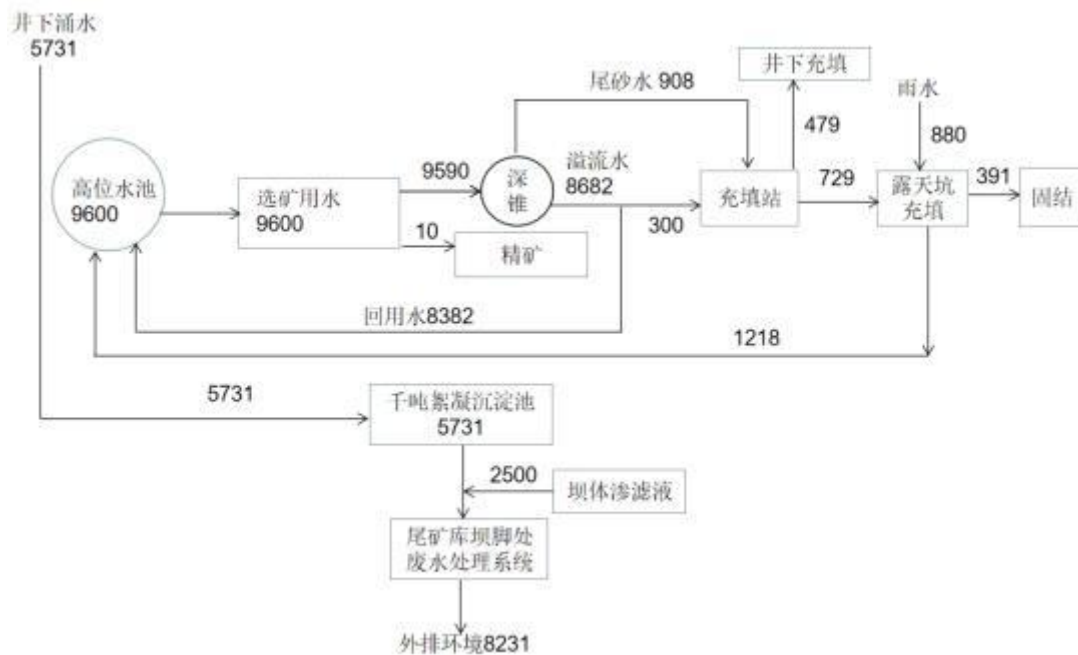 井下涌水
5731
井下充填
尾砂水 908
雨水
479
880
高位水池
9600
选矿用水
9600
9590
深
锥
溢流水
8682
300
充填站
729
露天坑
充填
391
固结
10
精矿
回用水8382
1218
5731
千吨絮凝沉淀池
5731
2500
坝体渗滤液
尾矿库坝脚处
废水处理系统
外排环境8231